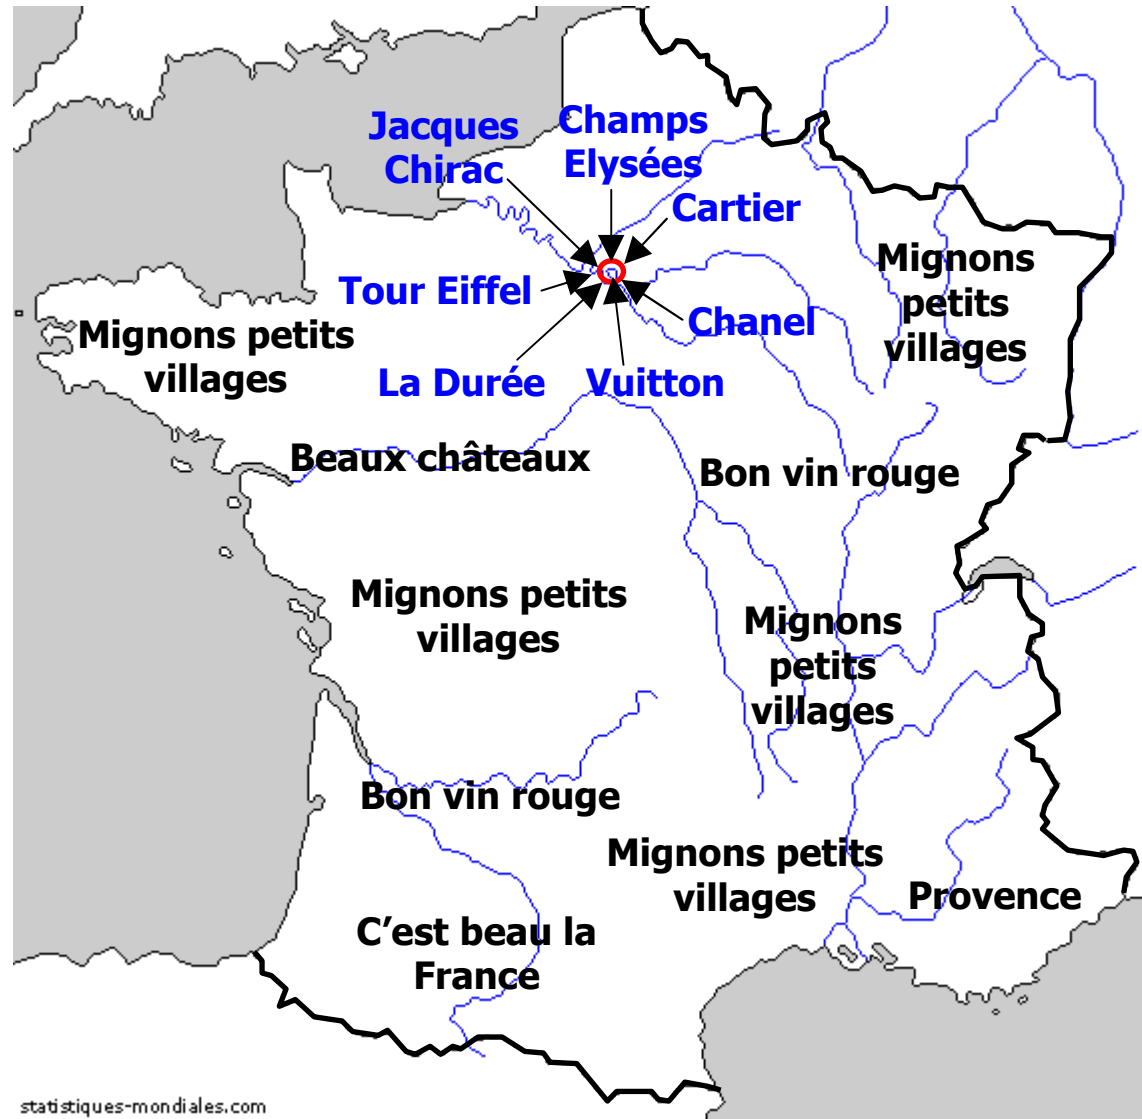 Jacques
Chirac
Champs
Elysées
Cartier
Tour Eiffel
Chanel
La Durée
Vuitton
Mignons
petits
villages
Mignons petits
villages
Beaux châteaux
Bon vin rouge
Mignons petits
villages
Mignons
petits
villages
Bon vin rouge
Mignons petits
villages
Provence
C'est beau la
France
statistiques-mondiales.com